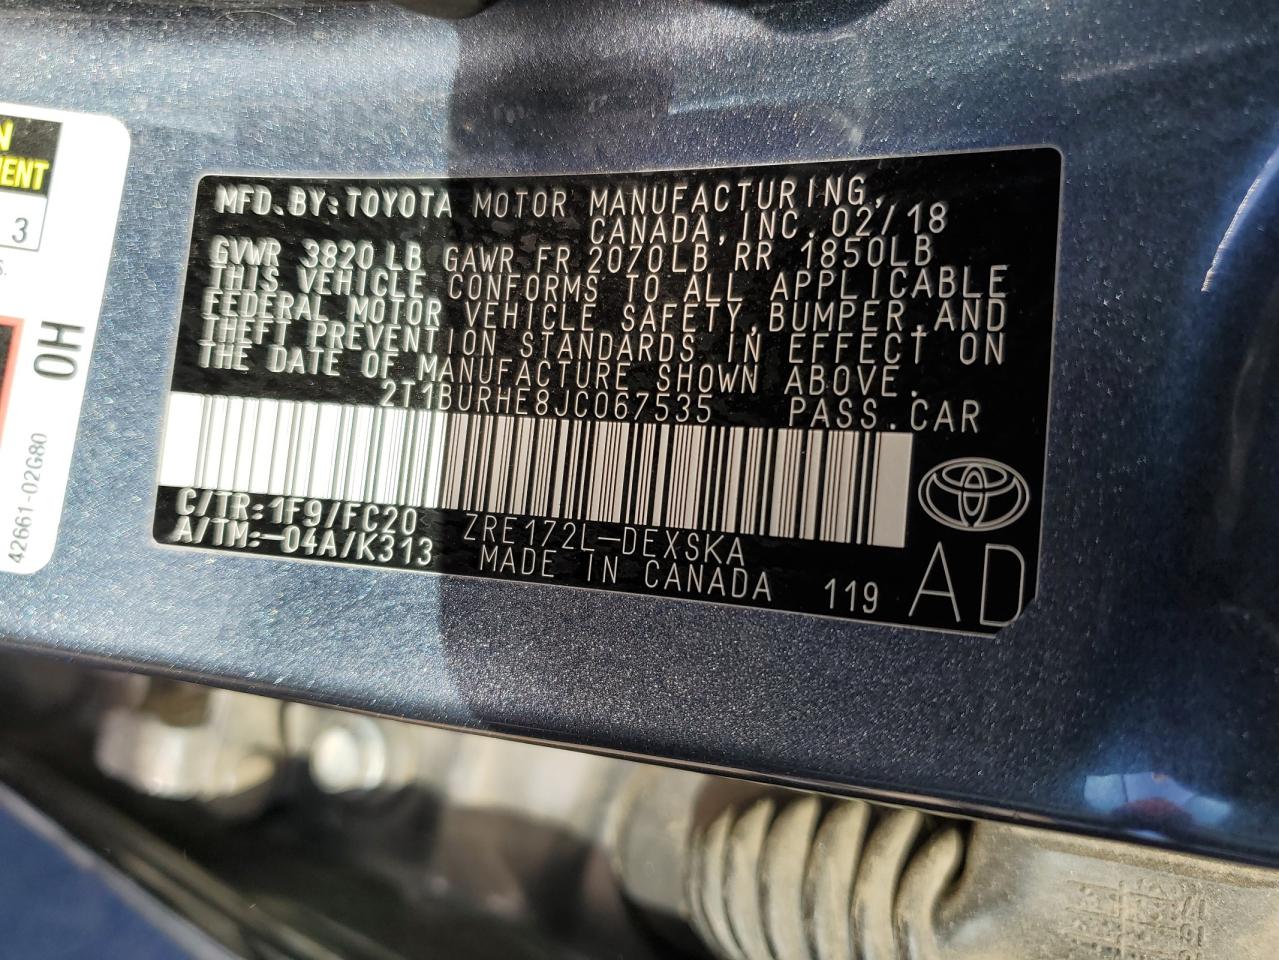 N
MENT
3
S.
OH
42661-02G80
MFD. BY: TOYOTA MOTOR MANUFACTURING,
CANADA, INC. 02/18
GVWR 3820 LB GAWR FR 2070LB RR 1850LB
THIS VEHICLE CONFORMS TO ALL APPLICABLE
FEDERAL MOTOR VEHICLE SAFETY, BUMPER, AND
THEFT PREVENTION STANDARDS IN EFFECT ON
THE DATE OF MANUFACTURE SHOWN ABOVE.
2T1BURHE8JC067535 PASS. CAR
C/TR: 1F9/FC20 ZRE172L-DEXSKA
A/TM: -04A/K313 MADE IN CANADA 119 AD